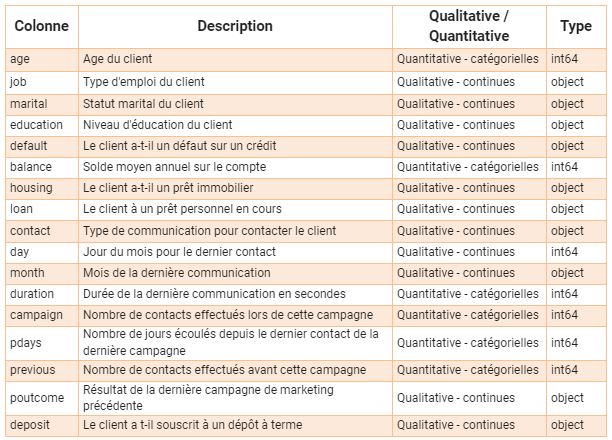 Colonne Description Qualitative / Quantitative Type
age Age du client Quantitative - catégorielles int64
job Type d'emploi du client Qualitative - continues object
marital Statut marital du client Qualitative - continues object
education Niveau d'éducation du client Qualitative - continues object
default Le client a-t-il un défaut sur un crédit Qualitative - continues object
balance Solde moyen annuel sur le compte Quantitative - catégorielles int64
housing Le client a-t-il un prêt immobilier Qualitative - continues object
loan Le client à un prêt personnel en cours Qualitative - continues object
contact Type de communication pour contacter le client Qualitative - continues object
day Jour du mois pour le dernier contact Qualitative - continues int64
month Mois de la dernière communication Qualitative - continues object
duration Durée de la dernière communication en secondes Quantitative - catégorielles int64
campaign Nombre de contacts effectués lors de cette campagne Quantitative - catégorielles int64
pdays Nombre de jours écoulés depuis le dernier contact de la dernière campagne Quantitative - catégorielles int64
previous Nombre de contacts effectués avant cette campagne Quantitative - catégorielles int64
poutcome Résultat de la dernière campagne de marketing précédente Qualitative - continues object
deposit Le client a t-il souscrit à un dépôt à terme Qualitative - continues object